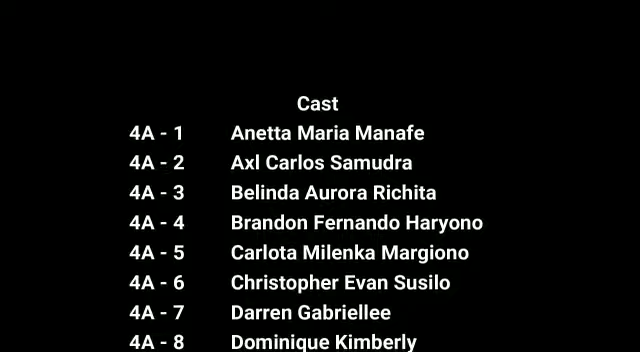 Cast
4A - 1 Anetta Maria Manafe
4A - 2 Axl Carlos Samudra
4A - 3 Belinda Aurora Richita
4A - 4 Brandon Fernando Haryono
4A - 5 Carlota Milenka Margiono
4A - 6 Christopher Evan Susilo
4A - 7 Darren Gabriellee
4A - 8 Dominique Kimberly